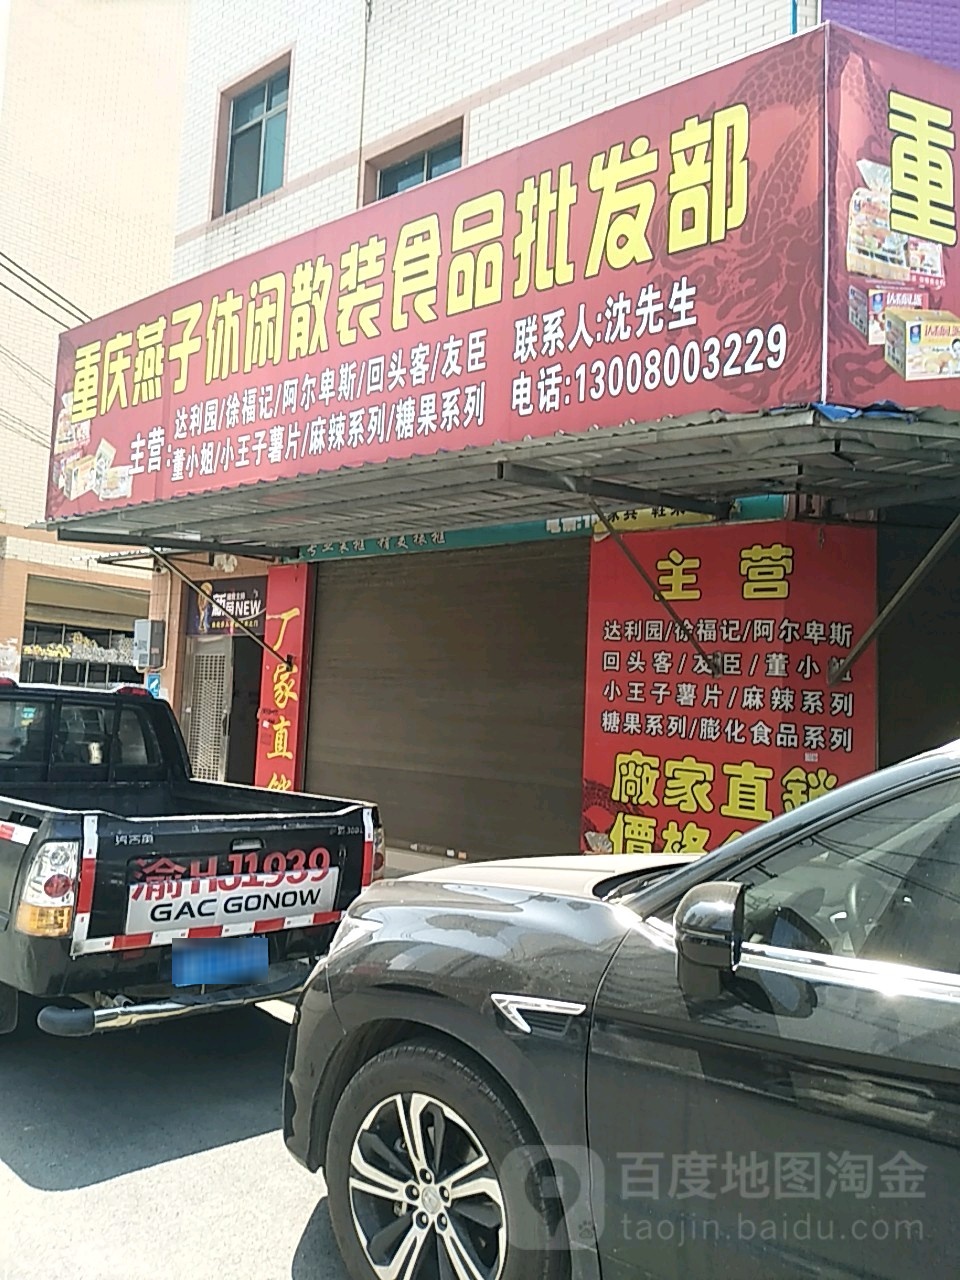 重庆燕子休闲散装食品批发部
主营:
达利园/徐福记/阿尔卑斯/回头客/友臣
董小姐/小王子薯片/麻辣系列/糖果系列
联系人:沈先生
电话:13008003229
重
NEW
厂家直销
主营
达利园/徐福记/阿尔卑斯
回头客/友臣/董小姐
小王子薯片/麻辣系列
糖果系列/膨化食品系列
廠家直銷
價格
渝HJ1939
GAC GONOW
百度地图淘金
taojin.baidu.com